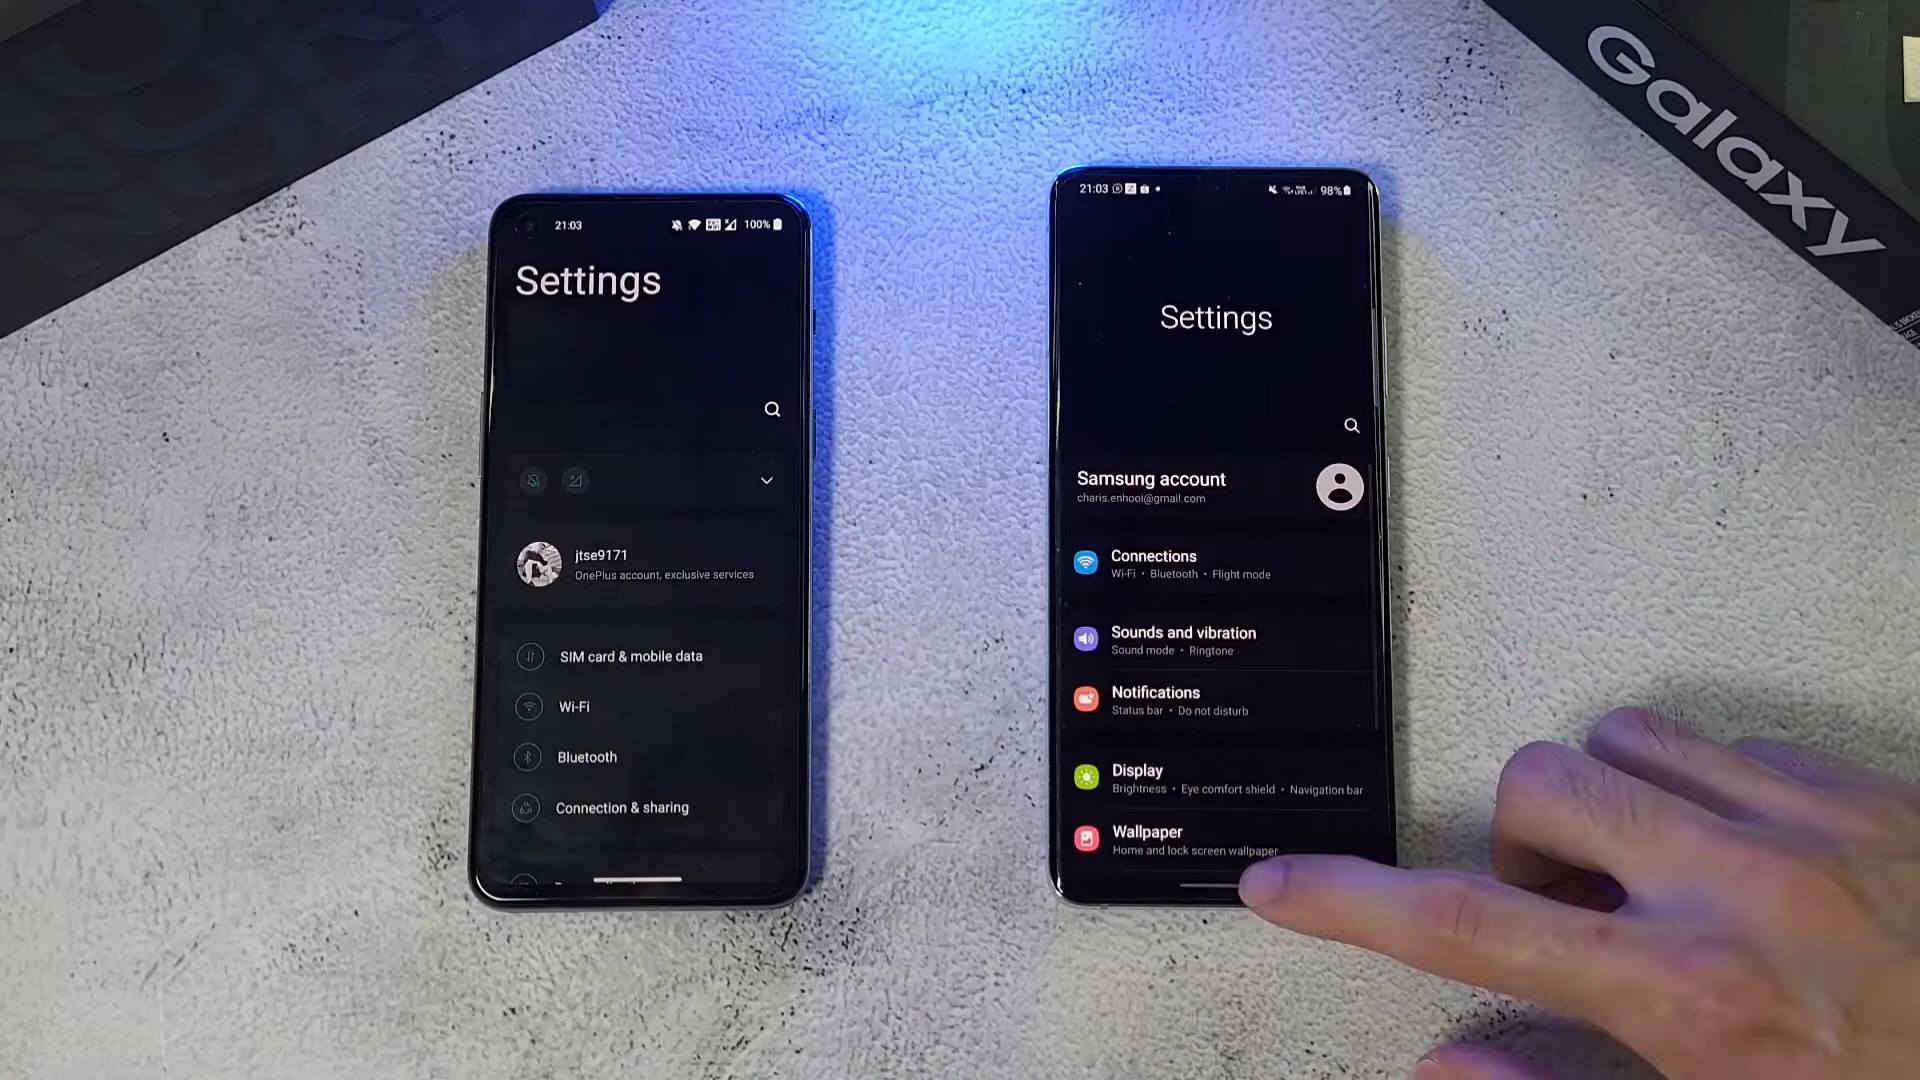 Galaxy
21:03
100%
Settings
jtse9171
OnePlus account, exclusive services
SIM card & mobile data
Wi-Fi
Bluetooth
Connection & sharing
21:03
98%
Settings
Samsung account
charis.enhooi@gmail.com
Connections
Wi-Fi • Bluetooth • Flight mode
Sounds and vibration
Sound mode • Ringtone
Notifications
Status bar • Do not disturb
Display
Brightness • Eye comfort shield • Navigation bar
Wallpaper
Home and lock screen wallpaper